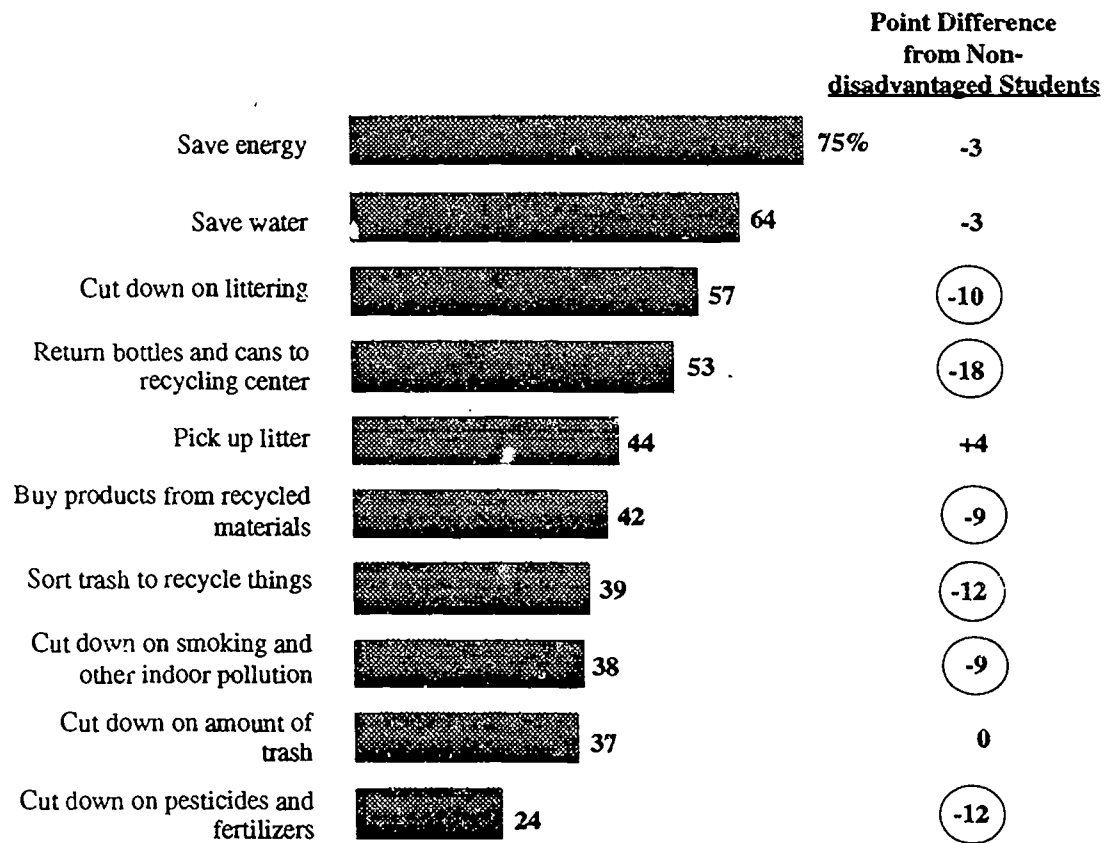 Point Difference
from Non-
disadvantaged Students
Save energy 75% -3
Save water 64 -3
Cut down on littering 57 -10
Return bottles and cans to
recycling center 53 -18
Pick up litter 44 +4
Buy products from recycled
materials 42 -9
Sort trash to recycle things 39 -12
Cut down on smoking and
other indoor pollution 38 -9
Cut down on amount of
trash 37 0
Cut down on pesticides and
fertilizers 24 -12